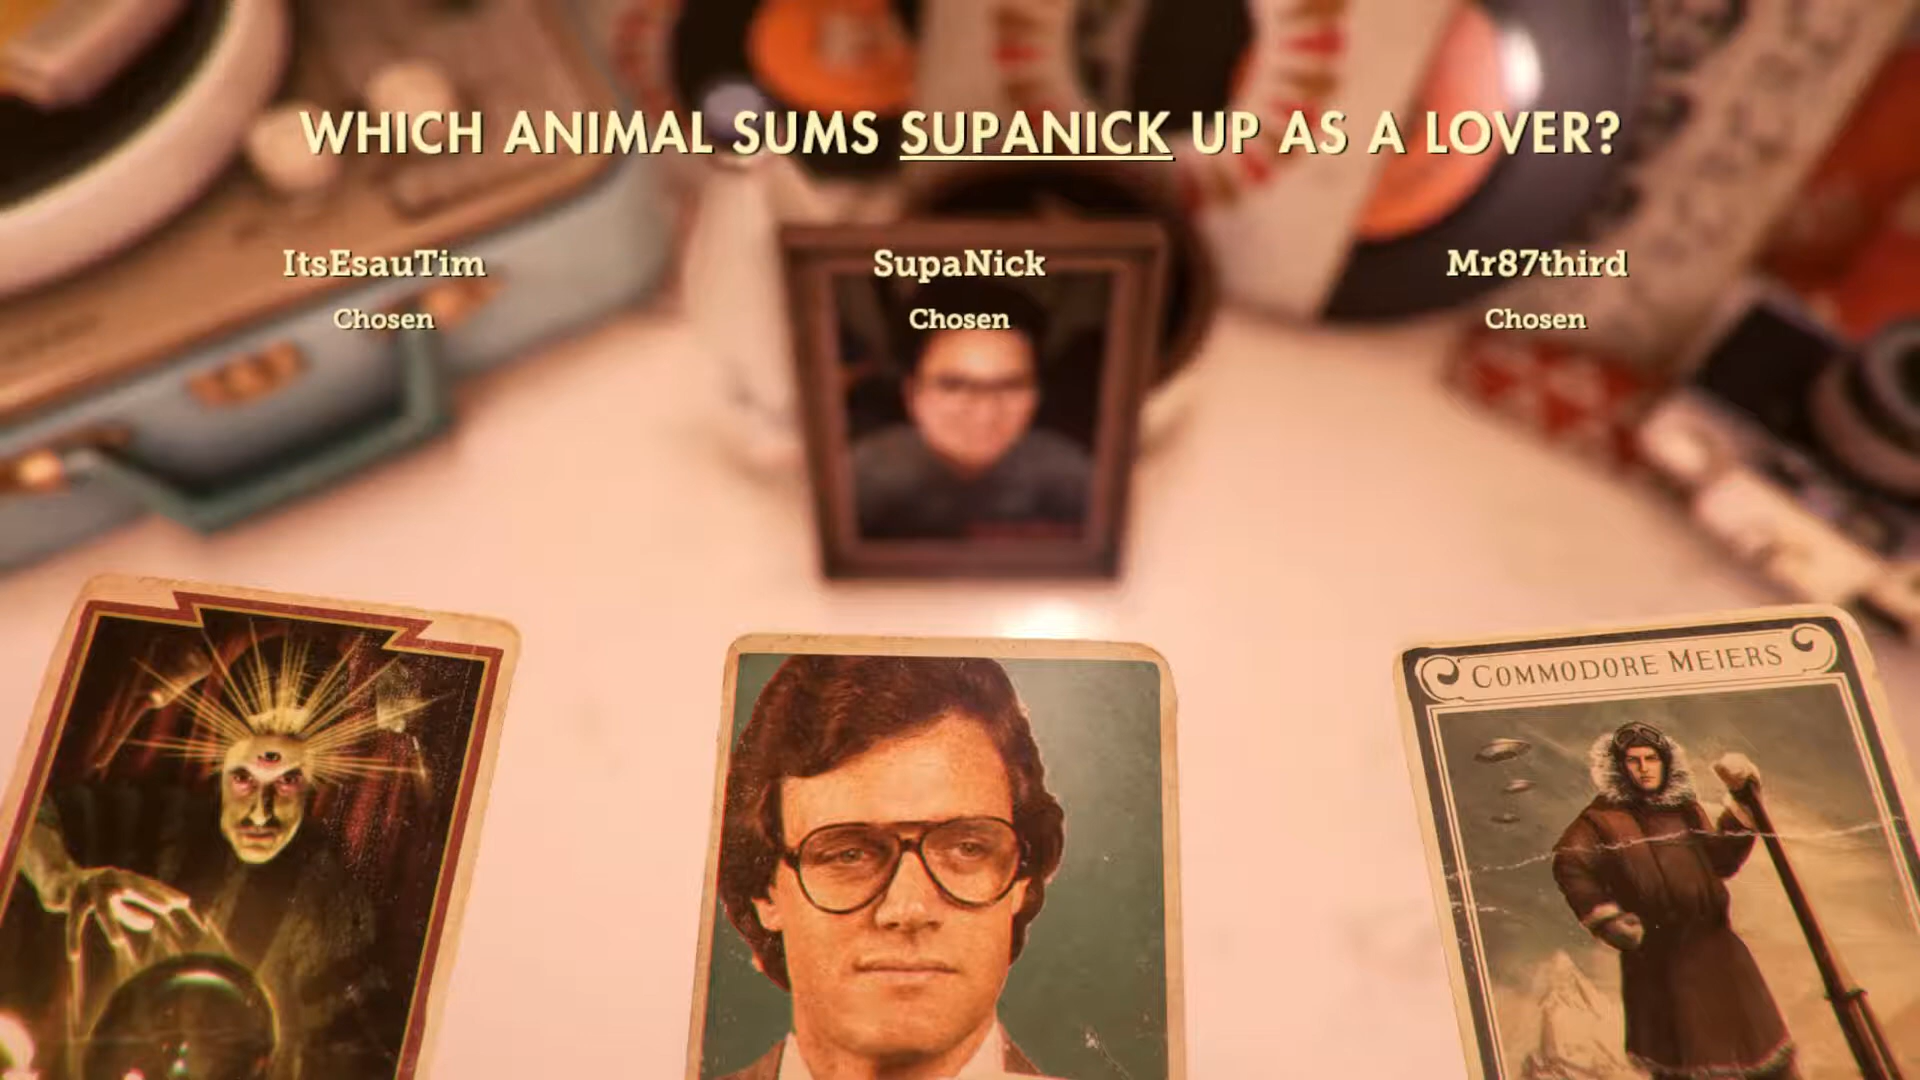 WHICH ANIMAL SUMS SUPANICK UP AS A LOVER?
ItsEsauTim
SupaNick
Mr87third
Chosen
Chosen
Chosen
COMMODORE MEIERS